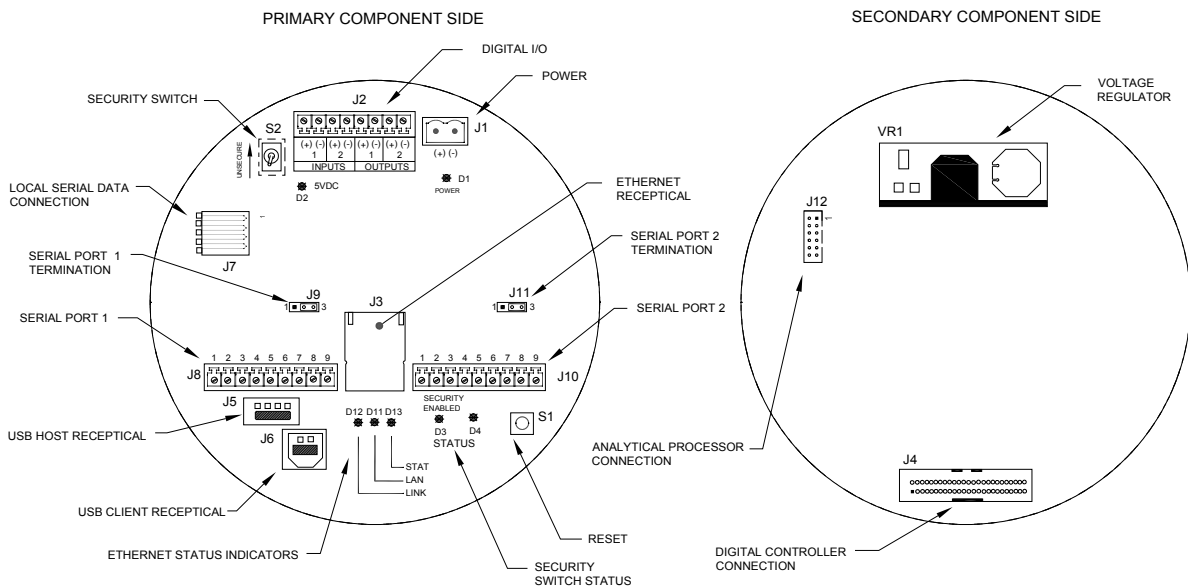 PRIMARY COMPONENT SIDE
SECONDARY COMPONENT SIDE
DIGITAL I/O
POWER
SECURITY SWITCH
S2
UNSECURE
J2
(+) (-) (+) (-) (+) (-) (+) (-)
1 2 1 2
INPUTS OUTPUTS
J1
(+) (-)
D1
POWER
5VDC
D2
LOCAL SERIAL DATA
CONNECTION
1
J7
ETHERNET
RECEPTICAL
SERIAL PORT 1
TERMINATION
J9
1 3
J3
SERIAL PORT 2
TERMINATION
J11
1 3
SERIAL PORT 1
1 2 3 4 5 6 7 8 9
J8
SERIAL PORT 2
1 2 3 4 5 6 7 8 9
J10
J5
USB HOST RECEPTICAL
J6
USB CLIENT RECEPTICAL
D12 D11 D13
STAT
LAN
LINK
ETHERNET STATUS INDICATORS
SECURITY
ENABLED
D3 D4
STATUS
S1
RESET
SECURITY
SWITCH STATUS
VOLTAGE
REGULATOR
VR1
J12
1
ANALYTICAL PROCESSOR
CONNECTION
J4
DIGITAL CONTROLLER
CONNECTION